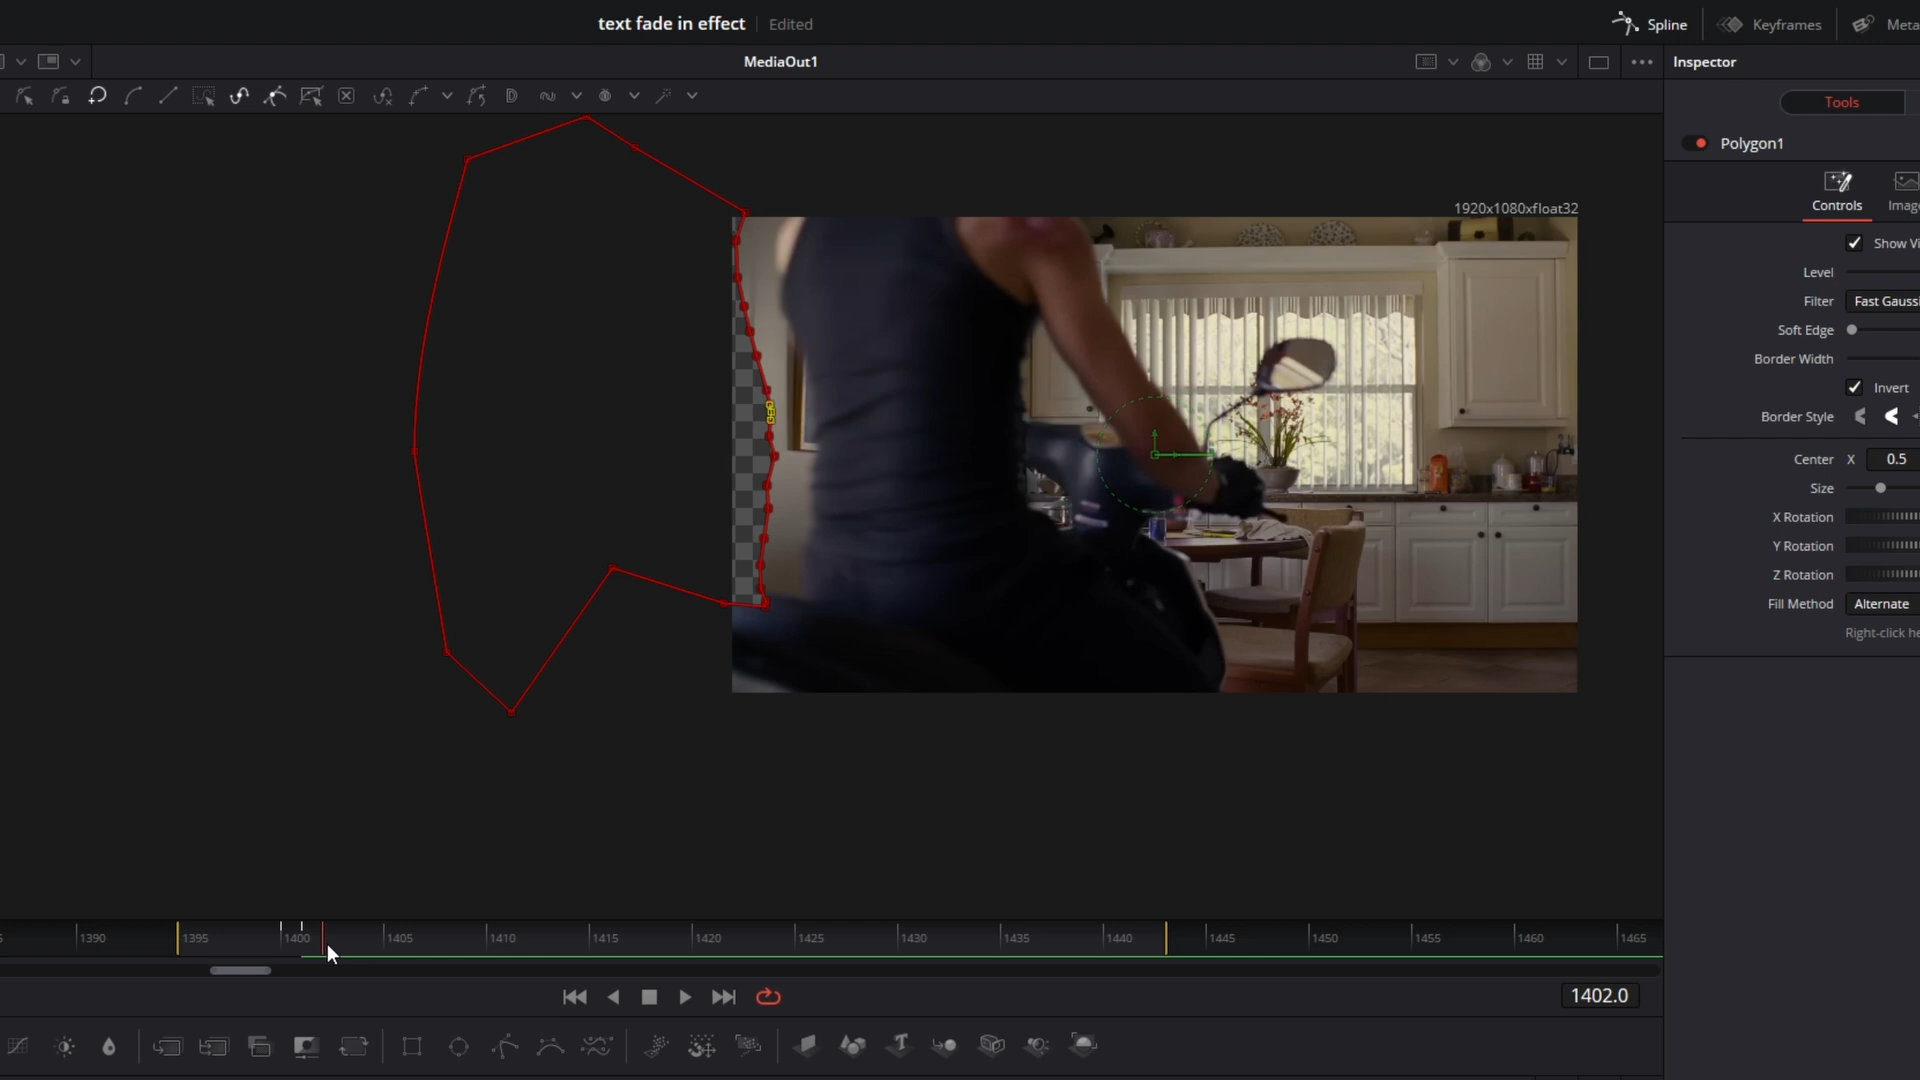 text fade in effect
Edited
Spline
Keyframes
Meta
MediaOut1
Inspector
Tools
Polygon1
1920x1080xfloat32
Controls
Image
Show Vi
Level
Filter
Fast Gaussi
Soft Edge
Border Width
Invert
Border Style
Center
X
0.5
Size
X Rotation
Y Rotation
Z Rotation
Fill Method
Alternate
Right-click he
1390
1395
1400
1405
1410
1415
1420
1425
1430
1435
1440
1445
1450
1455
1460
1465
1402.0